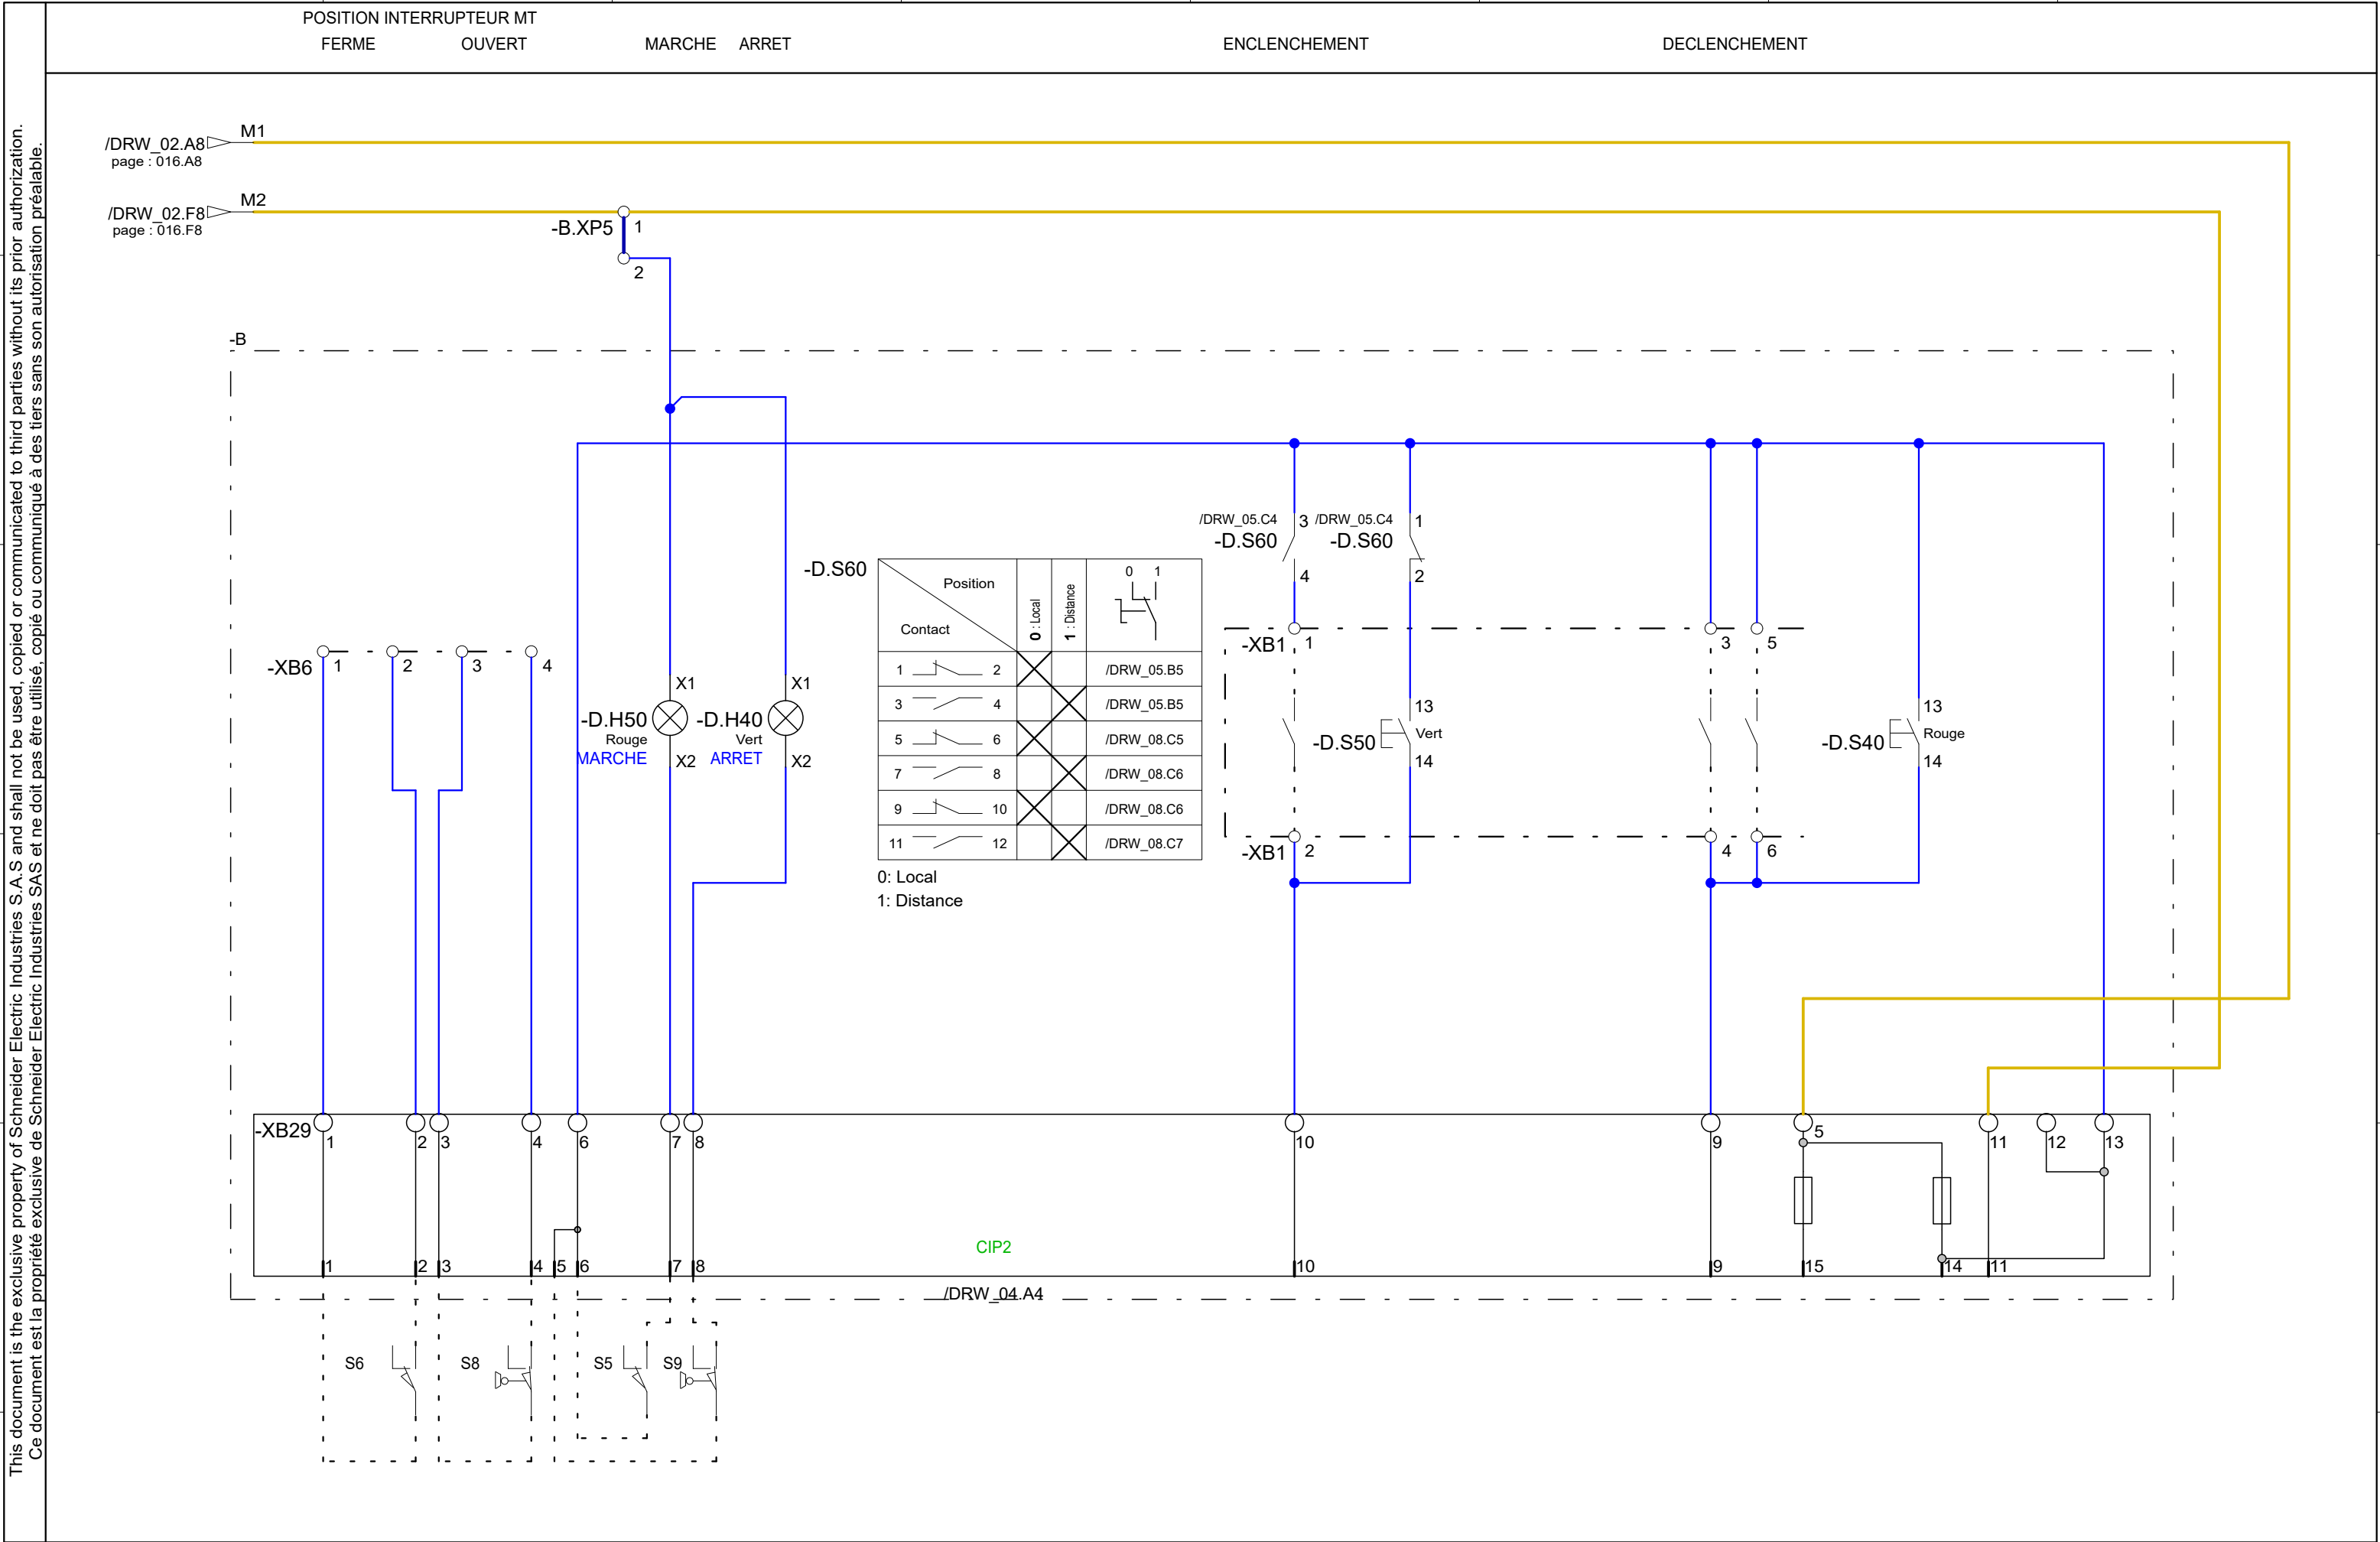 POSITION INTERRUPTEUR MT
FERME OUVERT MARCHE ARRET ENCLENCHEMENT DECLENCHEMENT
This document is the exclusive property of Schneider Electric Industries S.A.S and shall not be used, copied or communicated to third parties without its prior authorization.
Ce document est la propriété exclusive de Schneider Electric Industries SAS et ne doit pas être utilisé, copié ou communiqué à des tiers sans son autorisation préalable.
/DRW_02.A8 M1
page : 016.A8
/DRW_02.F8 M2
page : 016.F8
-B.XP5 1
2
-B
/DRW_05.C4 3 /DRW_05.C4 1
-D.S60 -D.S60
4 2
-D.S60
Position
Contact
0 : Local
1 : Distance
0 1
1 2 /DRW_05.B5
3 4 /DRW_05.B5
5 6 /DRW_08.C5
7 8 /DRW_08.C6
9 10 /DRW_08.C6
11 12 /DRW_08.C7
0: Local
1: Distance
-XB6 1 2 3 4
X1 X1
-D.H50 -D.H40
Rouge Vert
MARCHE X2 ARRET X2
-XB1 1 3 5
13 13
-D.S50 Vert -D.S40 Rouge
14 14
-XB1 2 4 6
-XB29 1 2 3 4 6 7 8 10 9 5 11 12 13
CIP2
1 2 3 4 5 6 7 8 10 9 15 14 11
/DRW_04.A4
S6 S8 S5 S9